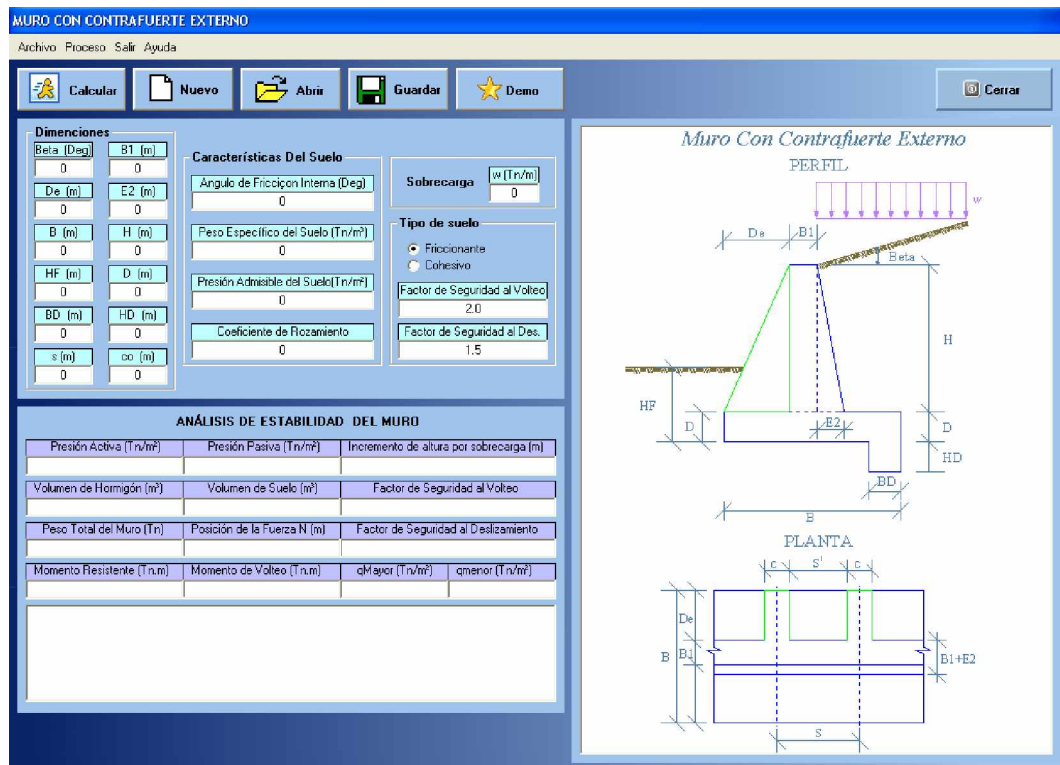 MURO CON CONTRAFUERTE EXTERNO
Archivo Proceso Salir Ayuda
Calcular Nuevo Abrir Guardar Demo Cerrar
Dimenciones
Beta (Deg) B1 (m)
0 0
De (m) E2 (m)
0 0
B (m) H (m)
0 0
HF (m) D (m)
0 0
BD (m) HD (m)
0 0
s (m) co (m)
0 0
Características Del Suelo
Angulo de Fricciçon Interna (Deg)
0
Peso Específico del Suelo (Tn/m³)
0
Presión Admisible del Suelo(Tn/m²)
0
Coeficiente de Rozamiento
0
Sobrecarga
w (Tn/m)
0
Tipo de suelo
Friccionante
Cohesivo
Factor de Seguridad al Volteo
2.0
Factor de Seguridad al Des.
1.5
ANÁLISIS DE ESTABILIDAD DEL MURO
Presión Activa (Tn/m²) Presión Pasiva (Tn/m²) Incremento de altura por sobrecarga (m)
Volumen de Hormigón (m³) Volumen de Suelo (m³) Factor de Seguridad al Volteo
Peso Total del Muro (Tn) Posición de la Fuerza N (m) Factor de Seguridad al Deslizamiento
Momento Resistente (Tn.m) Momento de Volteo (Tn.m) qMayor (Tn/m²) qmenor (Tn/m²)
Muro Con Contrafuerte Externo
PERFIL
w
De B1
Beta
H
HF
D
E2
D
HD
BD
B
PLANTA
c S' c
De
B
B1
B1+E2
S